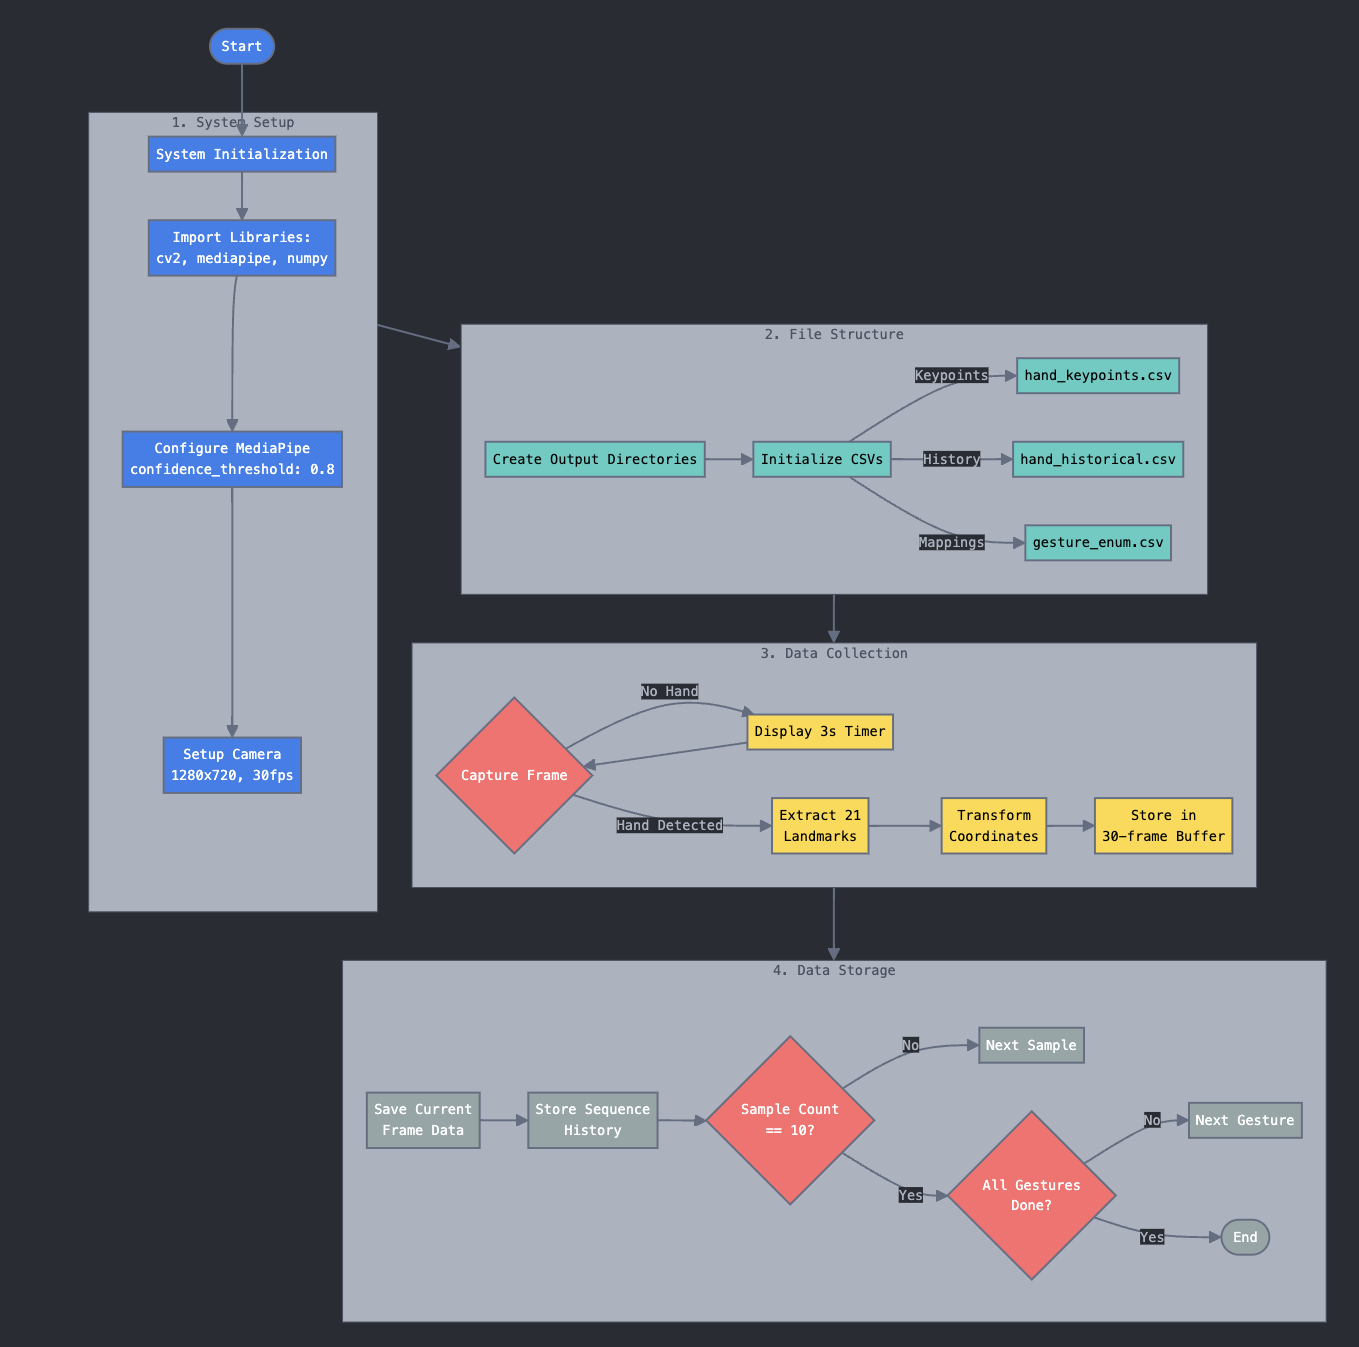 Start
1. System Setup
System Initialization
Import Libraries:
cv2, mediapipe, numpy
Configure MediaPipe
confidence_threshold: 0.8
Setup Camera
1280x720, 30fps
2. File Structure
Create Output Directories
Initialize CSVs
Keypoints
hand_keypoints.csv
History
hand_historical.csv
Mappings
gesture_enum.csv
3. Data Collection
Capture Frame
No Hand
Display 3s Timer
Hand Detected
Extract 21
Landmarks
Transform
Coordinates
Store in
30-frame Buffer
4. Data Storage
Save Current
Frame Data
Store Sequence
History
Sample Count
== 10?
No
Next Sample
Yes
All Gestures
Done?
No
Next Gesture
Yes
End